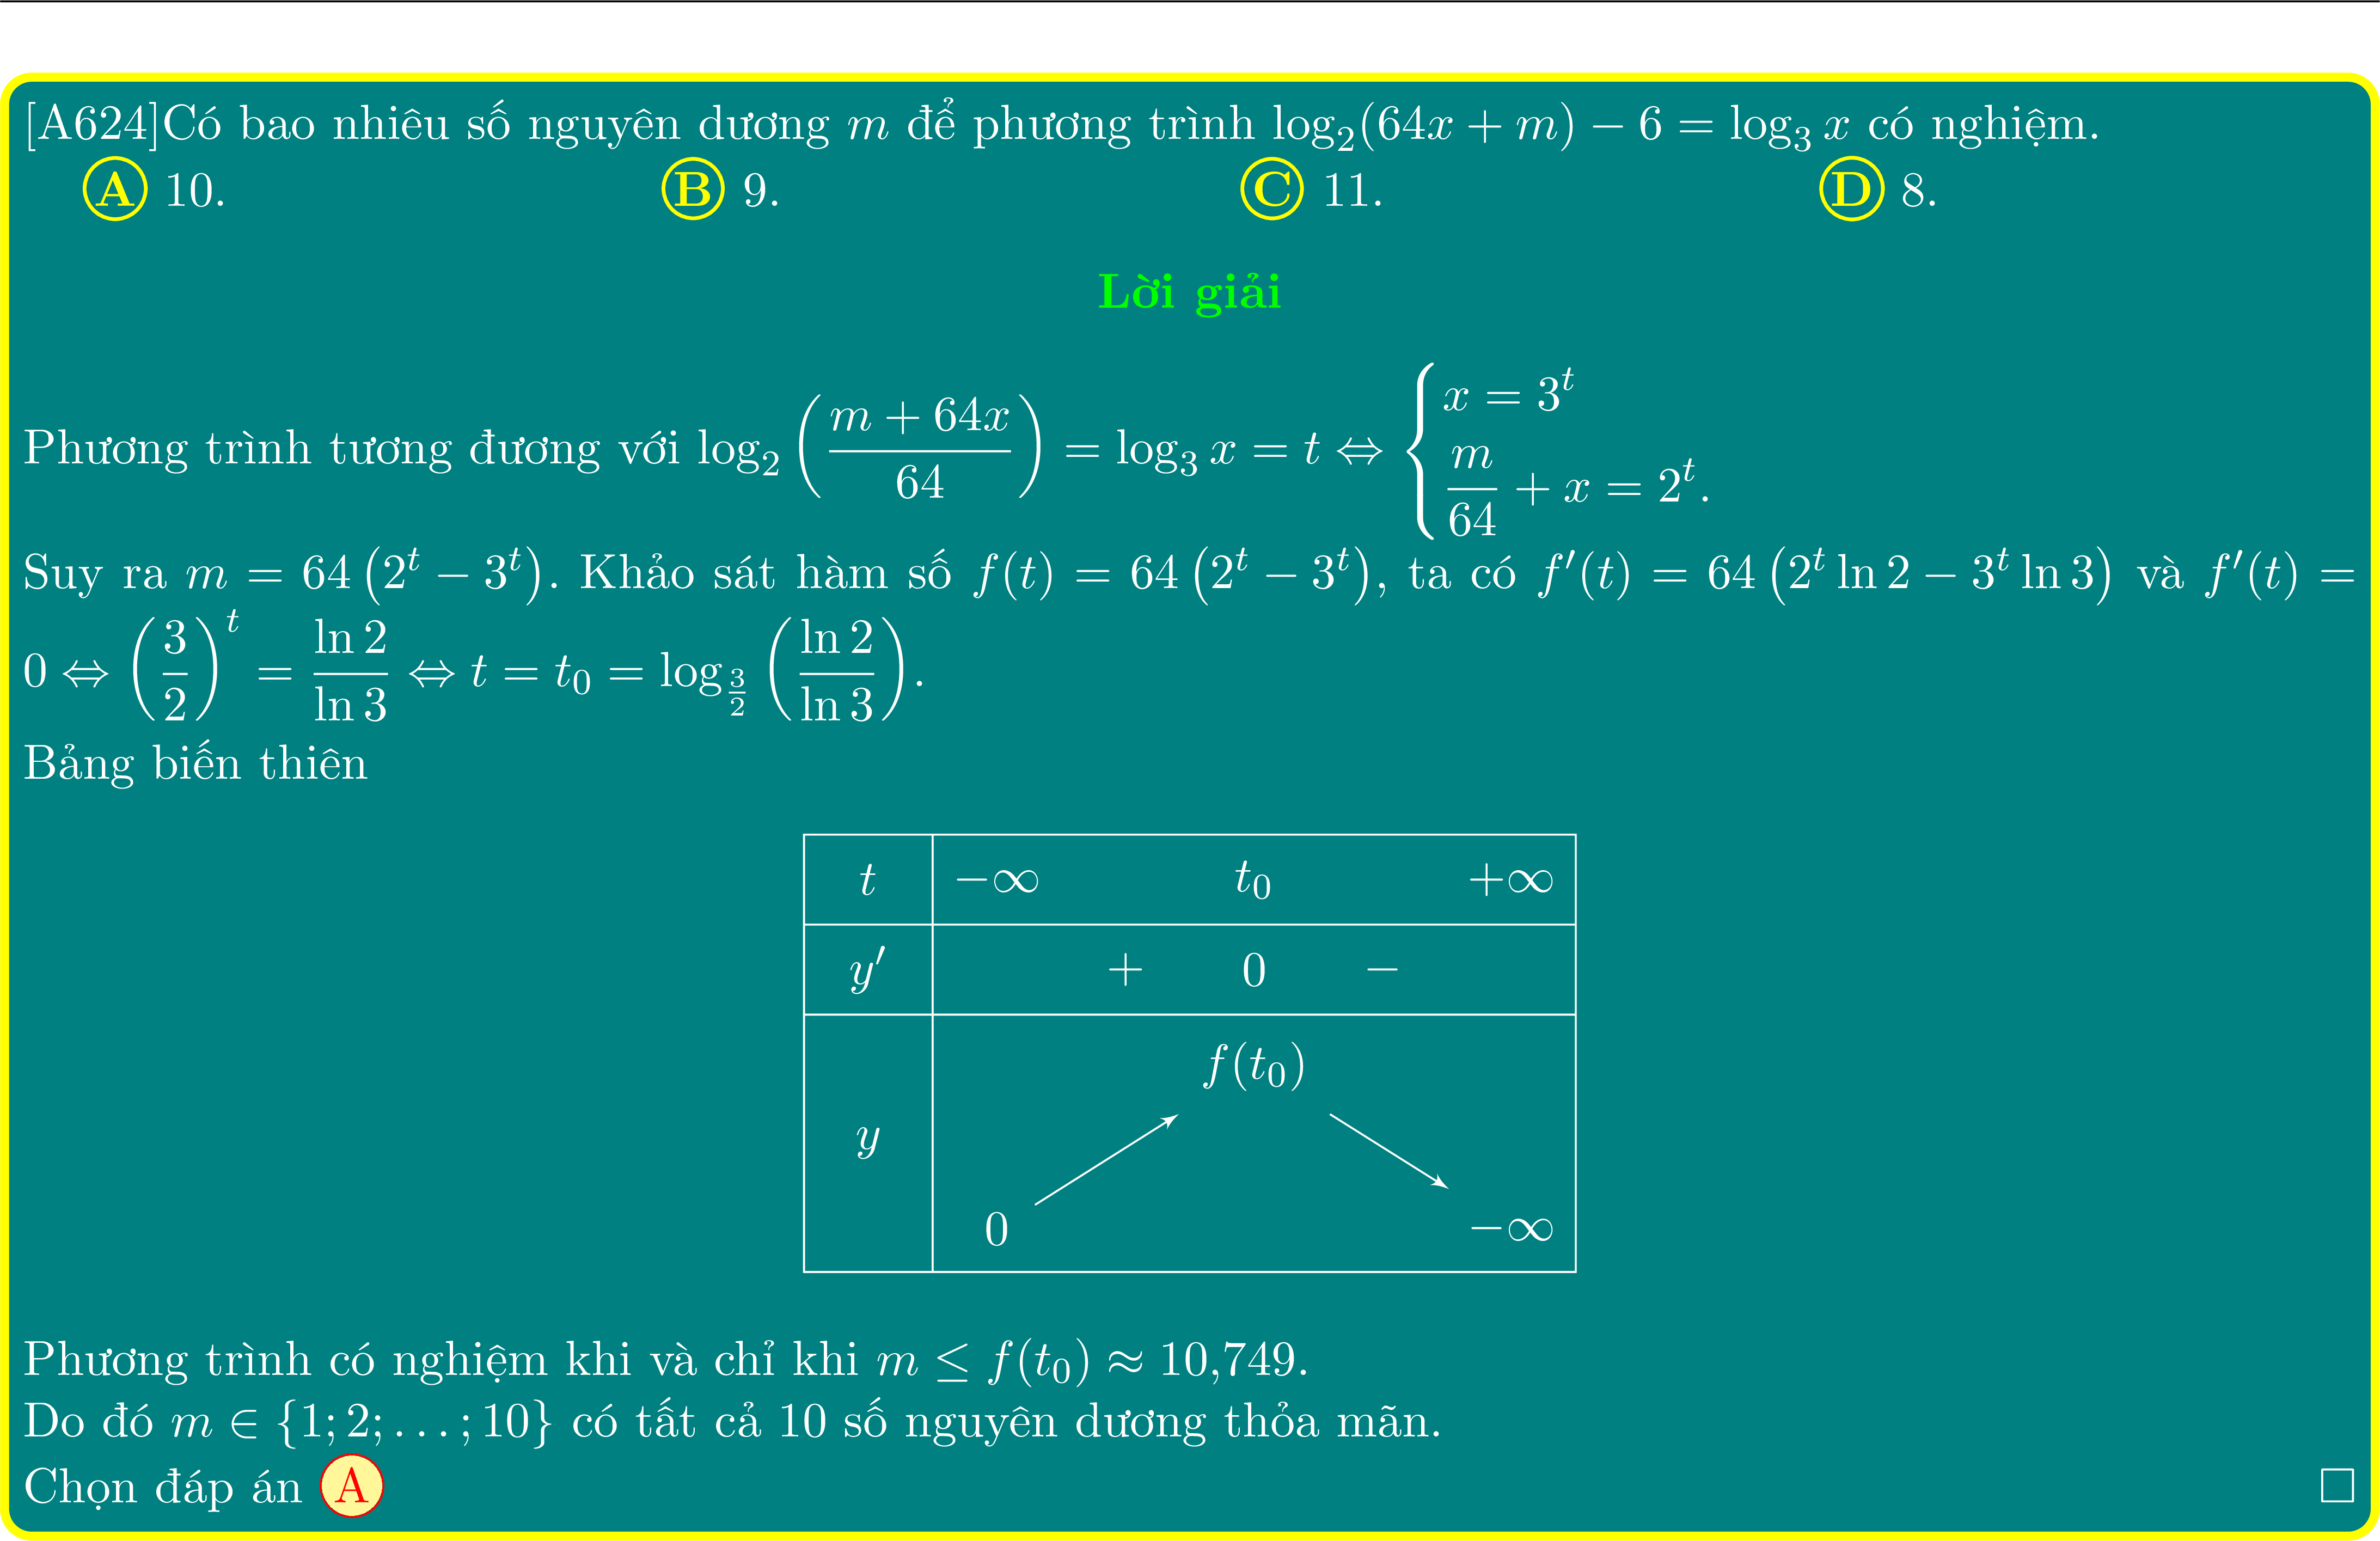 [A624]Có bao nhiêu số nguyên dương $m$ để phương trình $\log_2(64x + m) - 6 = \log_3 x$ có nghiệm.
Ⓐ 10. Ⓑ 9. Ⓒ 11. Ⓓ 8.
Lời giải
Phương trình tương đương với $\log_2\left(\dfrac{m + 64x}{64}\right) = \log_3 x = t \Leftrightarrow \begin{cases} x = 3^t \\ \dfrac{m}{64} + x = 2^t. \end{cases}$
Suy ra $m = 64\left(2^t - 3^t\right)$. Khảo sát hàm số $f(t) = 64\left(2^t - 3^t\right)$, ta có $f'(t) = 64\left(2^t \ln 2 - 3^t \ln 3\right)$ và $f'(t) =$
$0 \Leftrightarrow \left(\dfrac{3}{2}\right)^t = \dfrac{\ln 2}{\ln 3} \Leftrightarrow t = t_0 = \log_{\frac{3}{2}}\left(\dfrac{\ln 2}{\ln 3}\right).$
Bảng biến thiên
$t$ $-\infty$ $t_0$ $+\infty$
$y'$ $+$ $0$ $-$
$f(t_0)$
$y$
$0$ $-\infty$
Phương trình có nghiệm khi và chỉ khi $m \leq f(t_0) \approx 10{,}749$.
Do đó $m \in \{1; 2; \ldots; 10\}$ có tất cả 10 số nguyên dương thỏa mãn.
Chọn đáp án Ⓐ □